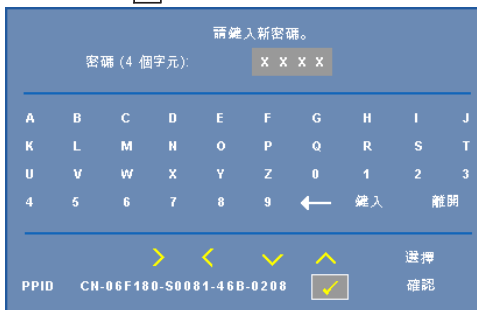 請鍵入新密碼。
密碼 (4 個字元): X X X X
A B C D E F G H I J
K L M N O P Q R S T
U V W X Y Z 0 1 2 3
4 5 6 7 8 9 ← 鍵入 離開
> < ∨ ∧ 選擇
PPID CN-06F180-S0081-46B-0208 ✓ 確認